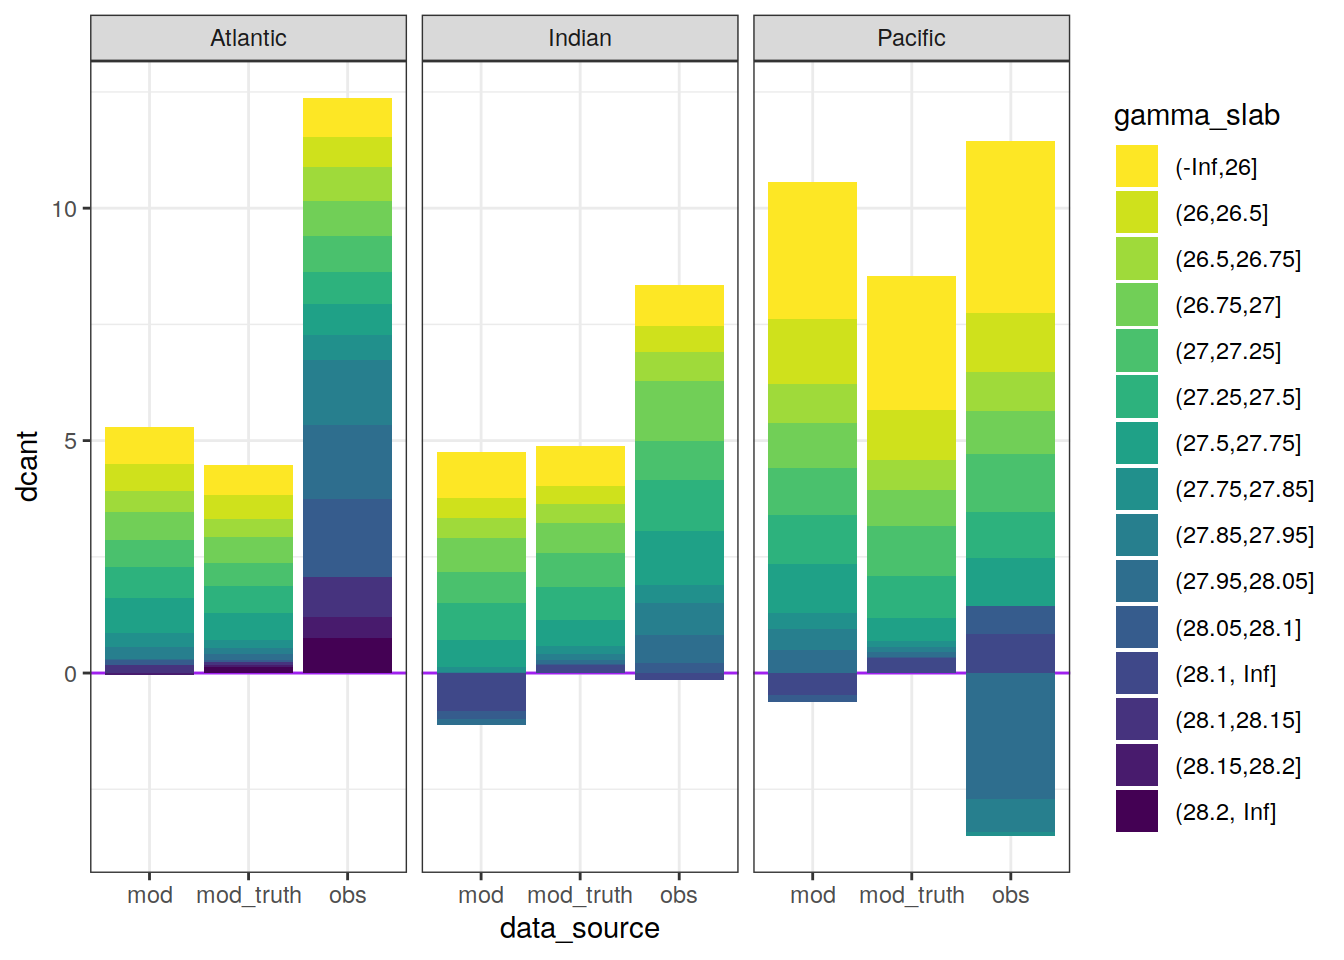 Atlantic
Indian
Pacific
dcant
10
5
0
mod
mod_truth
obs
mod
mod_truth
obs
mod
mod_truth
obs
data_source
gamma_slab
(-Inf,26]
(26,26.5]
(26.5,26.75]
(26.75,27]
(27,27.25]
(27.25,27.5]
(27.5,27.75]
(27.75,27.85]
(27.85,27.95]
(27.95,28.05]
(28.05,28.1]
(28.1, Inf]
(28.1,28.15]
(28.15,28.2]
(28.2, Inf]